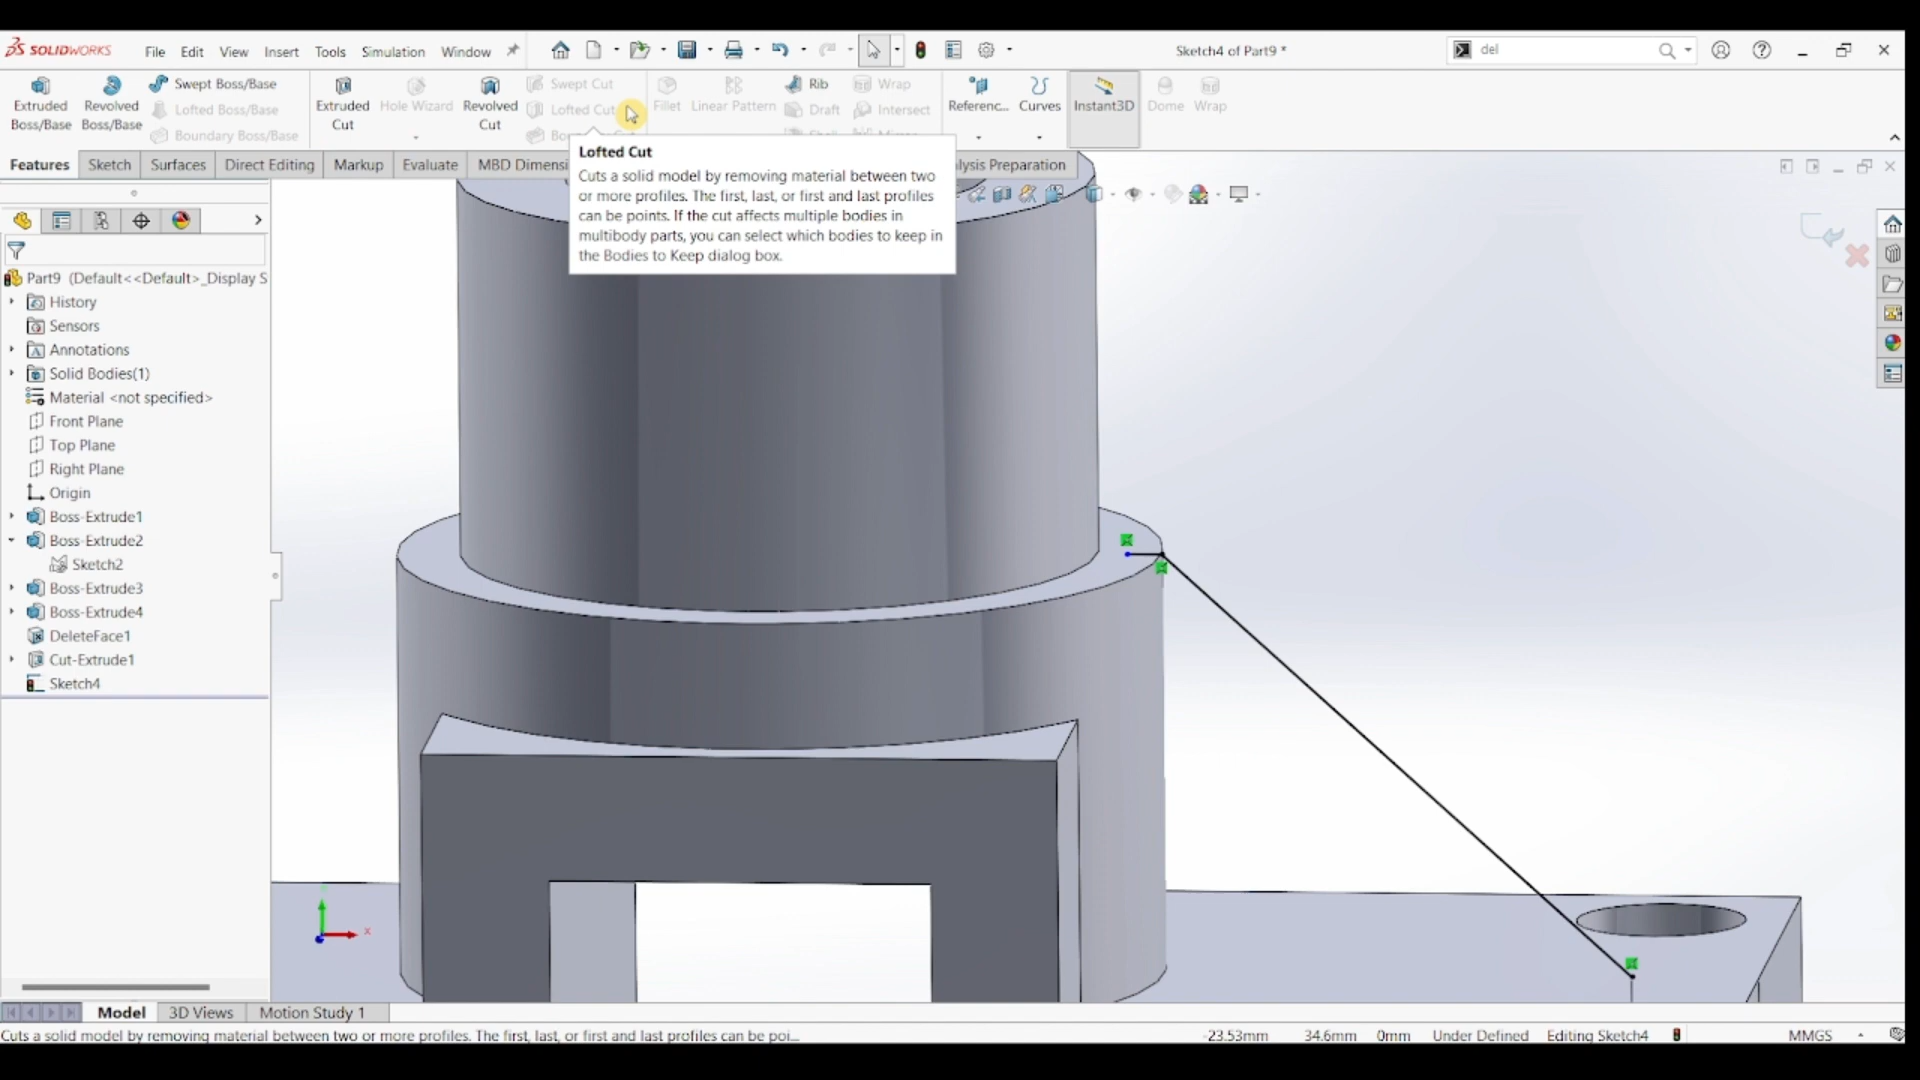 SOLIDWORKS File Edit View Insert Tools Simulation Window Sketch4 of Part9 * del
Extruded Boss/Base
Revolved Boss/Base
Swept Boss/Base
Lofted Boss/Base
Boundary Boss/Base
Extruded Cut
Hole Wizard
Revolved Cut
Swept Cut
Lofted Cut
Fillet
Linear Pattern
Rib
Draft
Wrap
Intersect
Referenc...
Curves
Instant3D
Dome
Wrap
Features Sketch Surfaces Direct Editing Markup Evaluate MBD Dimensi lysis Preparation
Lofted Cut
Cuts a solid model by removing material between two
or more profiles. The first, last, or first and last profiles
can be points. If the cut affects multiple bodies in
multibody parts, you can select which bodies to keep in
the Bodies to Keep dialog box.
Part9 (Default<<Default>_Display S
History
Sensors
Annotations
Solid Bodies(1)
Material <not specified>
Front Plane
Top Plane
Right Plane
Origin
Boss-Extrude1
Boss-Extrude2
Sketch2
Boss-Extrude3
Boss-Extrude4
DeleteFace1
Cut-Extrude1
Sketch4
x
Model 3D Views Motion Study 1
Cuts a solid model by removing material between two or more profiles. The first, last, or first and last profiles can be poi... -23.53mm 34.6mm 0mm Under Defined Editing Sketch4 MMGS